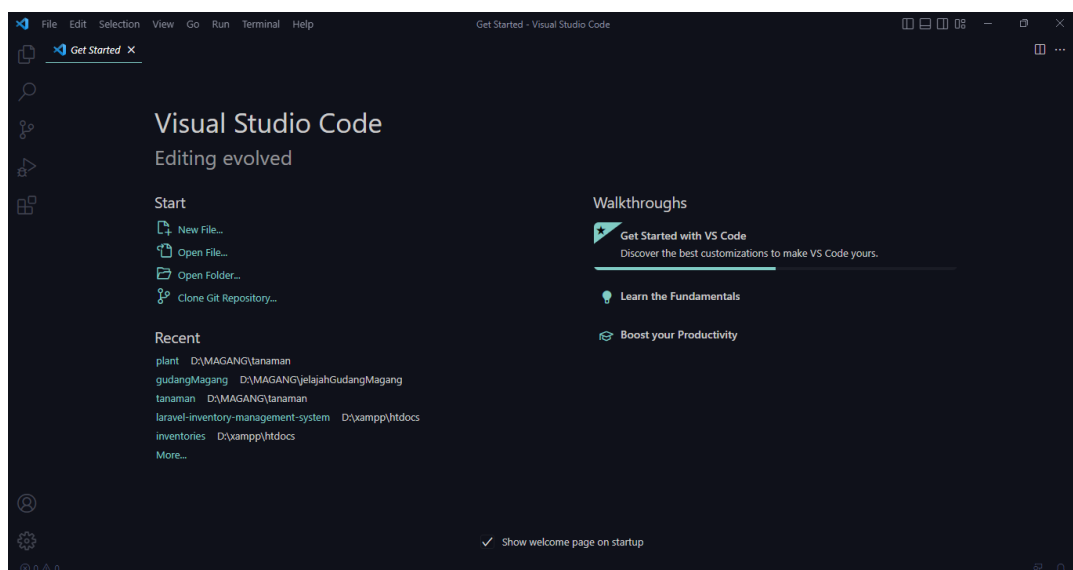 File Edit Selection View Go Run Terminal Help
Get Started - Visual Studio Code
Get Started
Visual Studio Code
Editing evolved
Start
New File...
Open File...
Open Folder...
Clone Git Repository...
Recent
plant D:\MAGANG\tanaman
gudangMagang D:\MAGANG\jelajahGudangMagang
tanaman D:\MAGANG\tanaman
laravel-inventory-management-system D:\xampp\htdocs
inventories D:\xampp\htdocs
More...
Walkthroughs
Get Started with VS Code
Discover the best customizations to make VS Code yours.
Learn the Fundamentals
Boost your Productivity
Show welcome page on startup
0 0